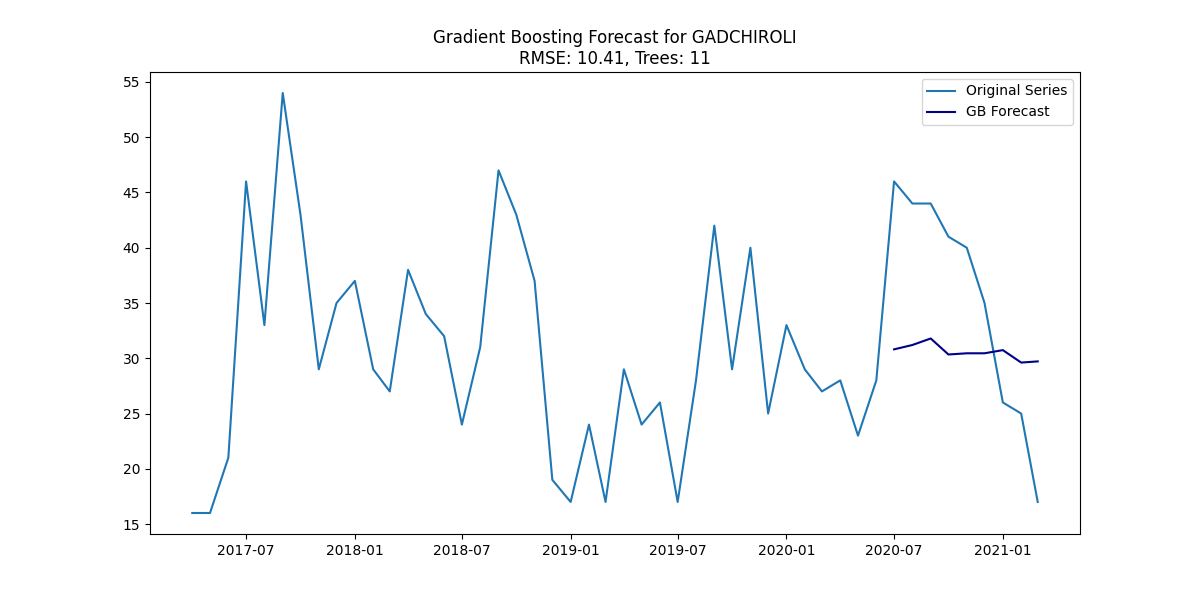 Gradient Boosting Forecast for GADCHIROLI
RMSE: 10.41, Trees: 11
Original Series
GB Forecast
55
50
45
40
35
30
25
20
15
2017-07 2018-01 2018-07 2019-01 2019-07 2020-01 2020-07 2021-01